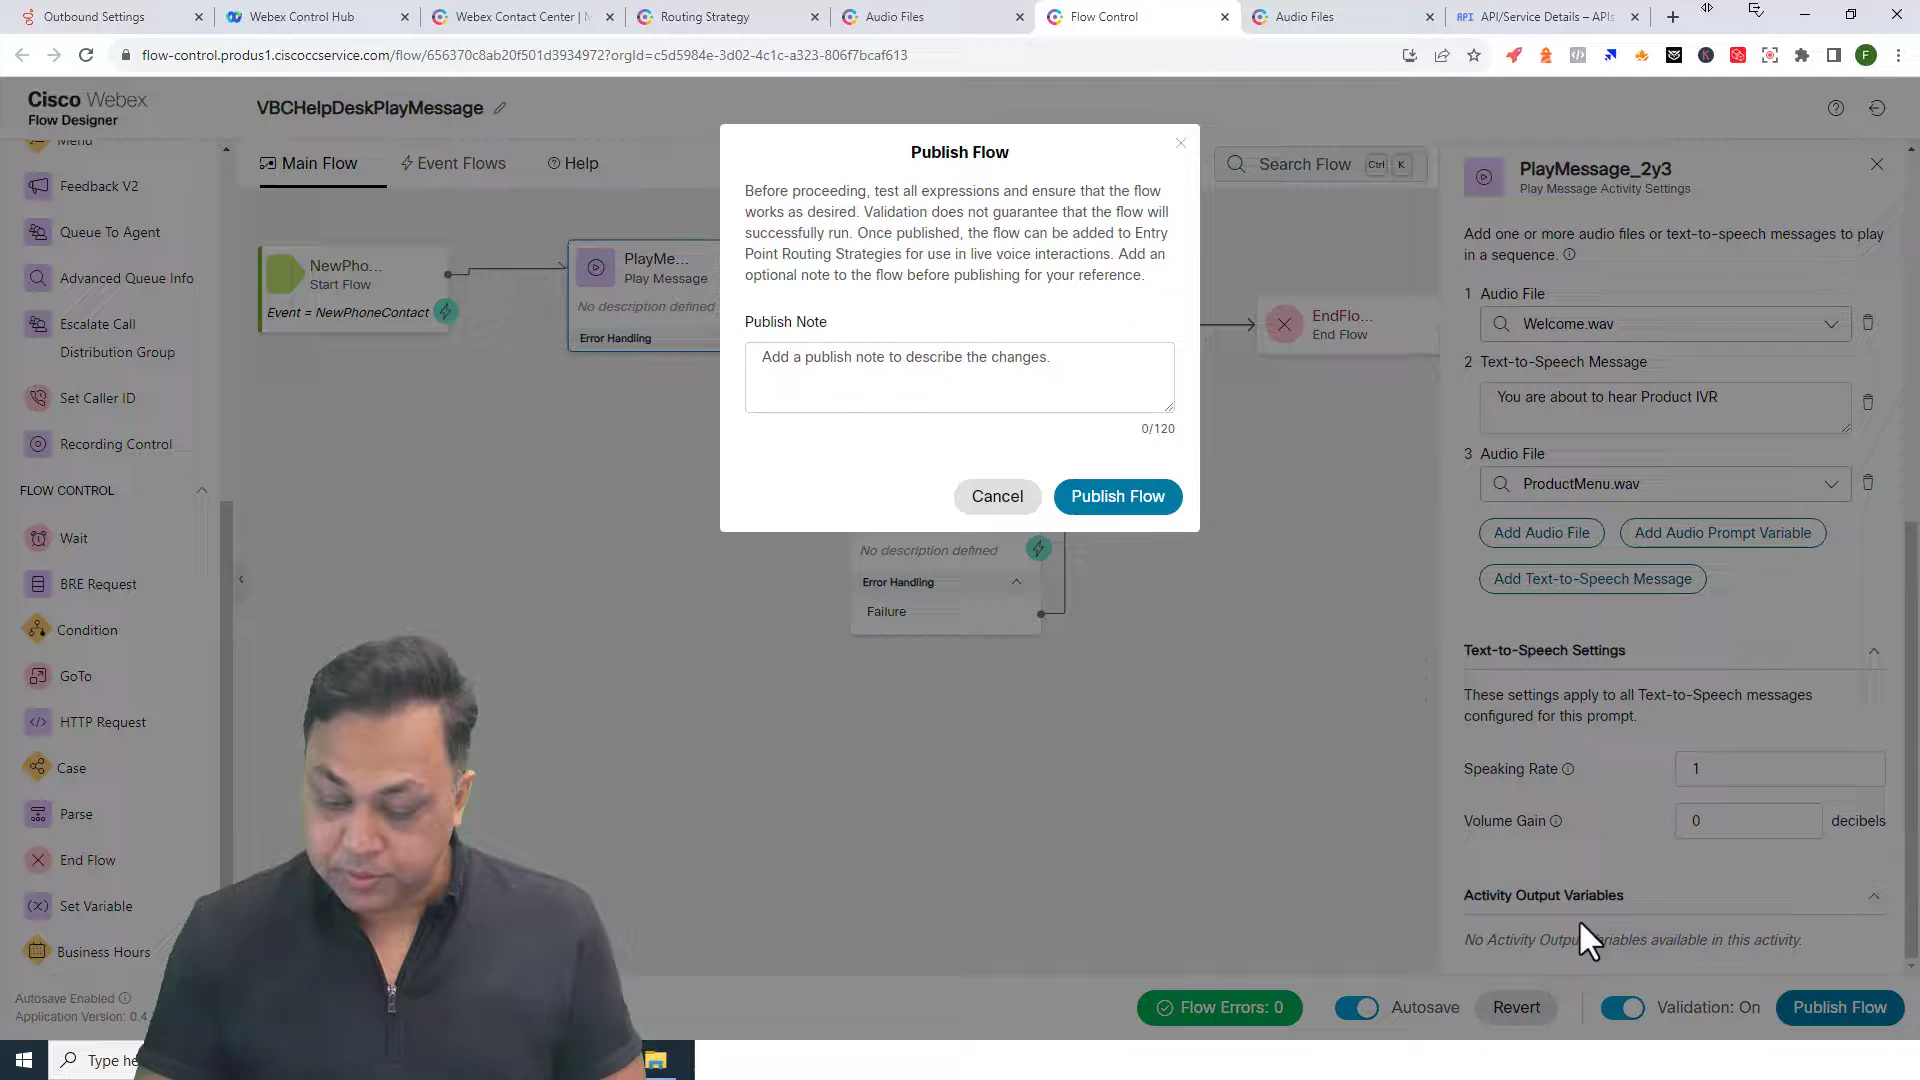 Outbound Settings
Webex Control Hub
Webex Contact Center |
Routing Strategy
Audio Files
Flow Control
Audio Files
API/Service Details – APIs
flow-control.produs1.ciscoccservice.com/flow/656370c8ab20f501d3934972?orgId=c5d5984e-3d02-4c1c-a323-806f7bcaf613
F
Cisco Webex
Flow Designer
VBCHelpDeskPlayMessage
Menu
Feedback V2
Queue To Agent
Advanced Queue Info
Escalate Call
Distribution Group
Set Caller ID
Recording Control
FLOW CONTROL
Wait
BRE Request
Condition
GoTo
HTTP Request
Case
Parse
End Flow
Set Variable
Business Hours
Autosave Enabled
Application Version: 0.4.
Main Flow
Event Flows
Help
Search Flow Ctrl K
NewPho...
Start Flow
Event = NewPhoneContact
PlayMe...
Play Message
No description defined
Error Handling
EndFlo...
End Flow
No description defined
Error Handling
Failure
Publish Flow
Before proceeding, test all expressions and ensure that the flow
works as desired. Validation does not guarantee that the flow will
successfully run. Once published, the flow can be added to Entry
Point Routing Strategies for use in live voice interactions. Add an
optional note to the flow before publishing for your reference.
Publish Note
Add a publish note to describe the changes.
0/120
Cancel
Publish Flow
PlayMessage_2y3
Play Message Activity Settings
Add one or more audio files or text-to-speech messages to play
in a sequence.
1 Audio File
Welcome.wav
2 Text-to-Speech Message
You are about to hear Product IVR
3 Audio File
ProductMenu.wav
Add Audio File
Add Audio Prompt Variable
Add Text-to-Speech Message
Text-to-Speech Settings
These settings apply to all Text-to-Speech messages
configured for this prompt.
Speaking Rate
1
Volume Gain
0
decibels
Activity Output Variables
No Activity Output Variables available in this activity.
Flow Errors: 0
Autosave
Revert
Validation: On
Publish Flow
Type he